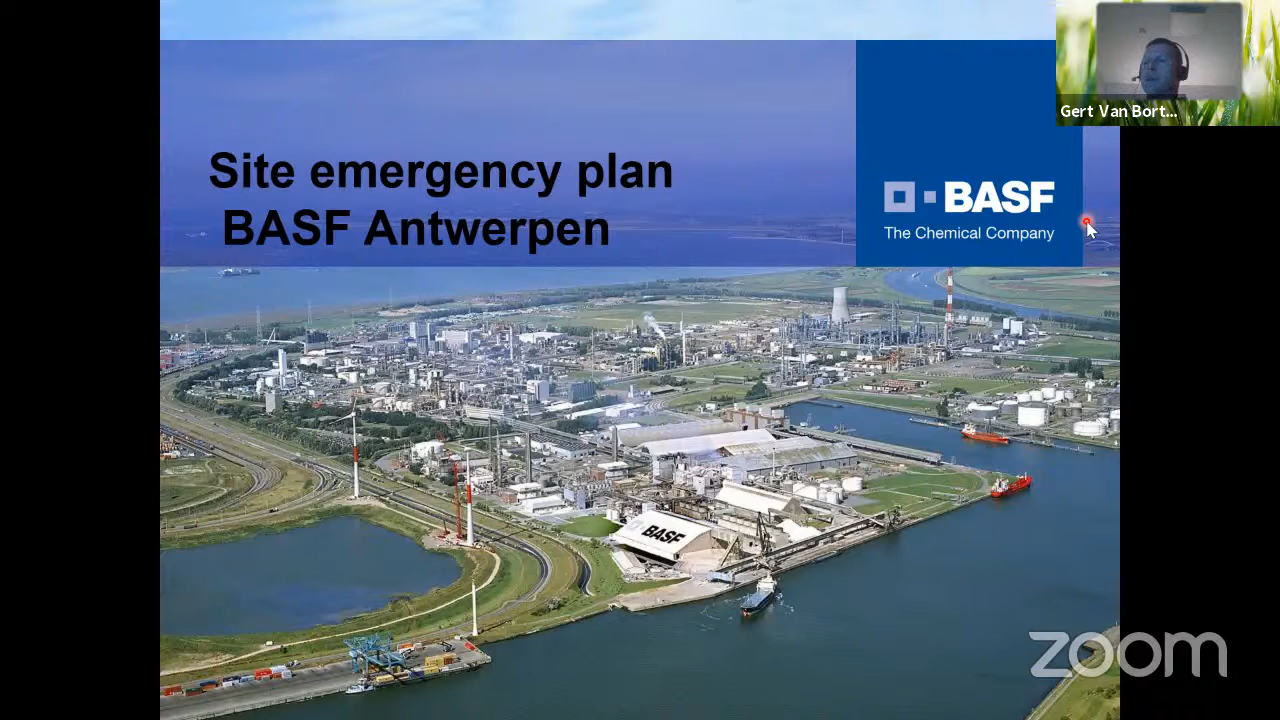 Site emergency plan
BASF Antwerpen
BASF
The Chemical Company
Gert Van Bort...
BASF
zoom